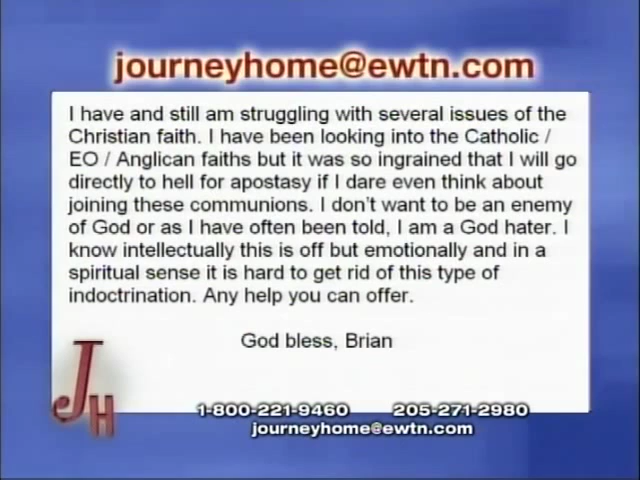 journeyhome@ewtn.com
I have and still am struggling with several issues of the
Christian faith. I have been looking into the Catholic /
EO / Anglican faiths but it was so ingrained that I will go
directly to hell for apostasy if I dare even think about
joining these communions. I don't want to be an enemy
of God or as I have often been told, I am a God hater. I
know intellectually this is off but emotionally and in a
spiritual sense it is hard to get rid of this type of
indoctrination. Any help you can offer.
God bless, Brian
JH
1-800-221-9460 205-271-2980
journeyhome@ewtn.com